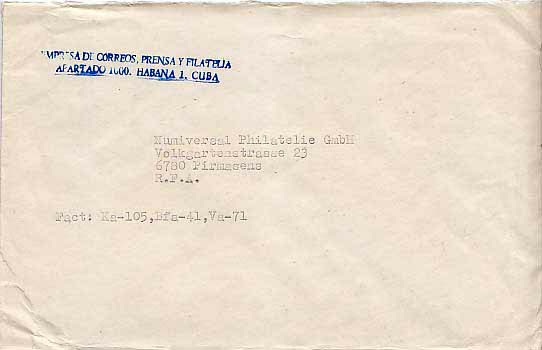 EMPRESA DE CORREOS, PRENSA Y FILATELIA
APARTADO 1000. HABANA 1. CUBA
Numiversal Philatelie GmbH
Volkgartenstrasse 23
6780 Pirmasens
R.F.A.
Fact: Ka-105,Bfa-41,Va-71